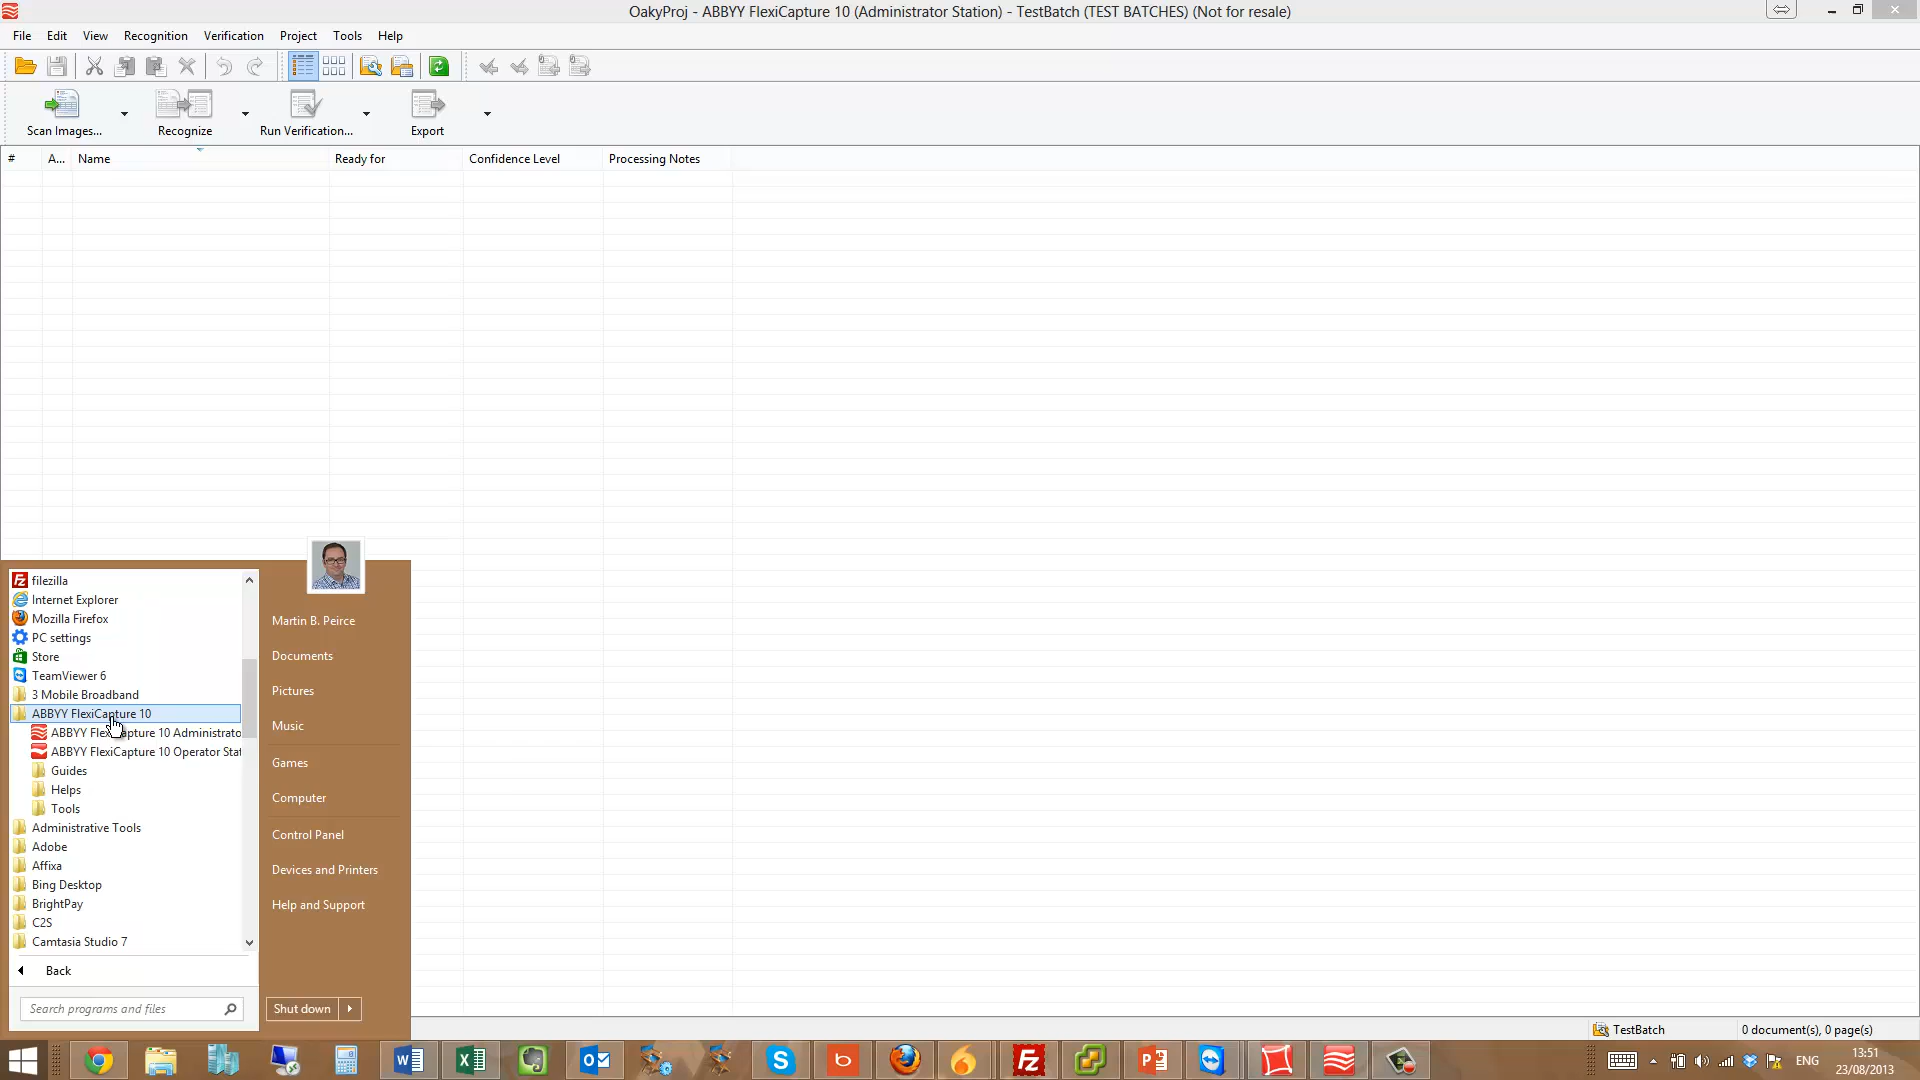 OakyProj - ABBYY FlexiCapture 10 (Administrator Station) - TestBatch (TEST BATCHES) (Not for resale)
File Edit View Recognition Verification Project Tools Help
Scan Images... Recognize Run Verification... Export
# A... Name Ready for Confidence Level Processing Notes
filezilla
Internet Explorer
Mozilla Firefox
PC settings
Store
TeamViewer 6
3 Mobile Broadband
ABBYY FlexiCapture 10
ABBYY FlexiCapture 10 Administrato
ABBYY FlexiCapture 10 Operator Stat
Guides
Helps
Tools
Administrative Tools
Adobe
Affixa
Bing Desktop
BrightPay
C2S
Camtasia Studio 7
Back
Search programs and files
Martin B. Peirce
Documents
Pictures
Music
Games
Computer
Control Panel
Devices and Printers
Help and Support
Shut down
TestBatch 0 document(s), 0 page(s)
ENG
13:51
23/08/2013